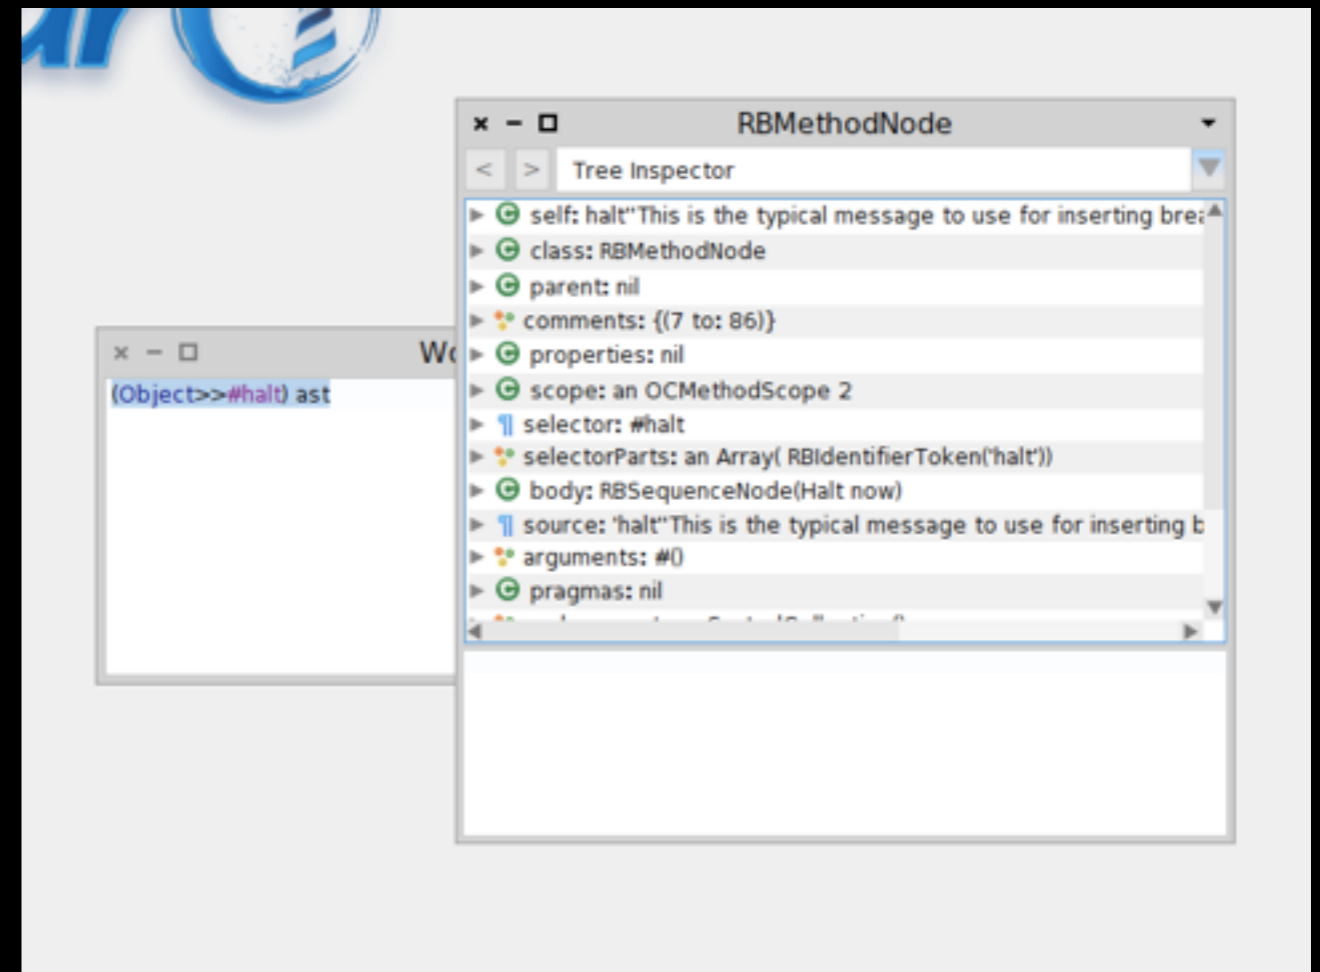 RBMethodNode
Tree Inspector
self: halt"This is the typical message to use for inserting brea
class: RBMethodNode
parent: nil
comments: {(7 to: 86)}
properties: nil
scope: an OCMethodScope 2
selector: #halt
selectorParts: an Array( RBIdentifierToken('halt'))
body: RBSequenceNode(Halt now)
source: 'halt"This is the typical message to use for inserting b
arguments: #()
pragmas: nil
(Object>>#halt) ast